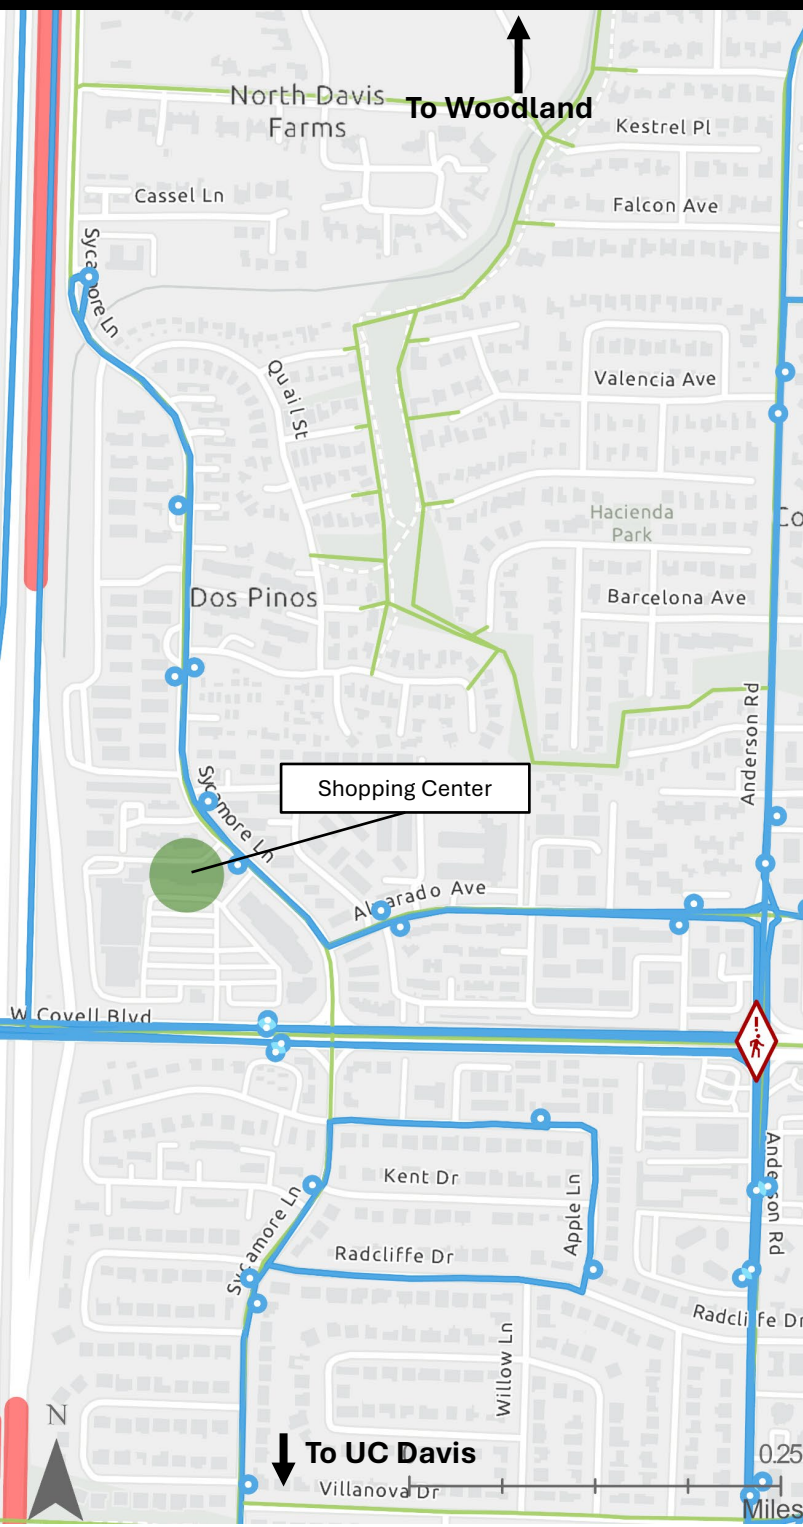 North Davis
Farms
To Woodland
Kestrel Pl
Cassel Ln
Falcon Ave
Sycamore Ln
Quail St
Valencia Ave
Hacienda
Park
Co
Dos Pinos
Barcelona Ave
Anderson Rd
Sycamore Ln
Shopping Center
Alvarado Ave
W Covell Blvd
!
Anderson Rd
Kent Dr
Apple Ln
Sycamore Ln
Radcliffe Dr
Radcliffe Dr
Willow Ln
N
To UC Davis
0.25
Villanova Dr
Miles